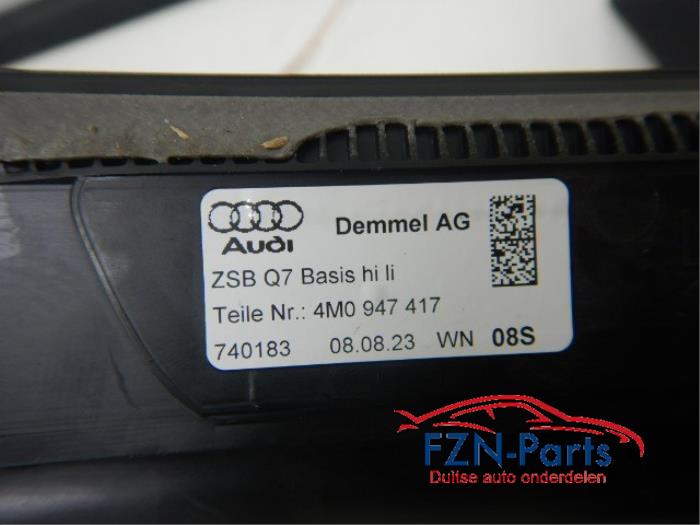 Audi
Demmel AG
ZSB Q7 Basis hi li
Teile Nr.: 4M0 947 417
740183 08.08.23 WN 08S
FZN-Parts
Duitse auto onderdelen